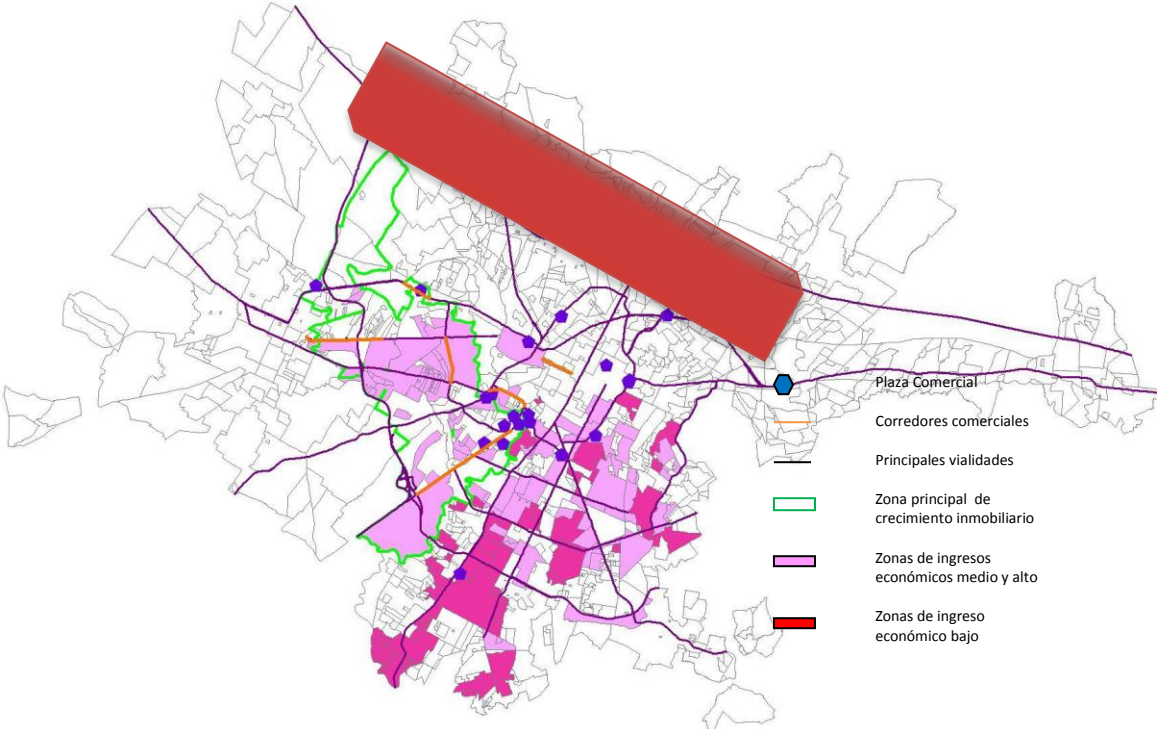 Plaza Comercial
Corredores comerciales
Principales vialidades
Zona principal de
crecimiento inmobiliario
Zonas de ingresos
económicos medio y alto
Zonas de ingreso
económico bajo